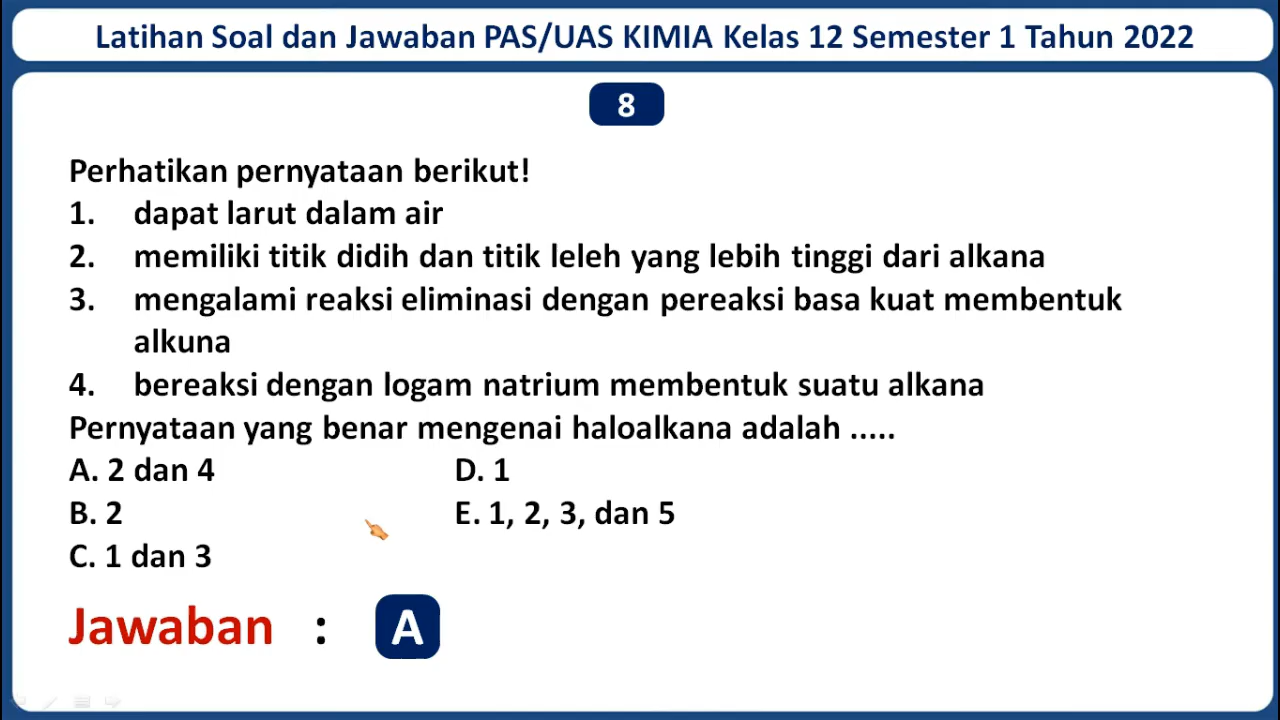 Latihan Soal dan Jawaban PAS/UAS KIMIA Kelas 12 Semester 1 Tahun 2022
8
Perhatikan pernyataan berikut!
1. dapat larut dalam air
2. memiliki titik didih dan titik leleh yang lebih tinggi dari alkana
3. mengalami reaksi eliminasi dengan pereaksi basa kuat membentuk
alkuna
4. bereaksi dengan logam natrium membentuk suatu alkana
Pernyataan yang benar mengenai haloalkana adalah .....
A. 2 dan 4 D. 1
B. 2 E. 1, 2, 3, dan 5
C. 1 dan 3
Jawaban : A